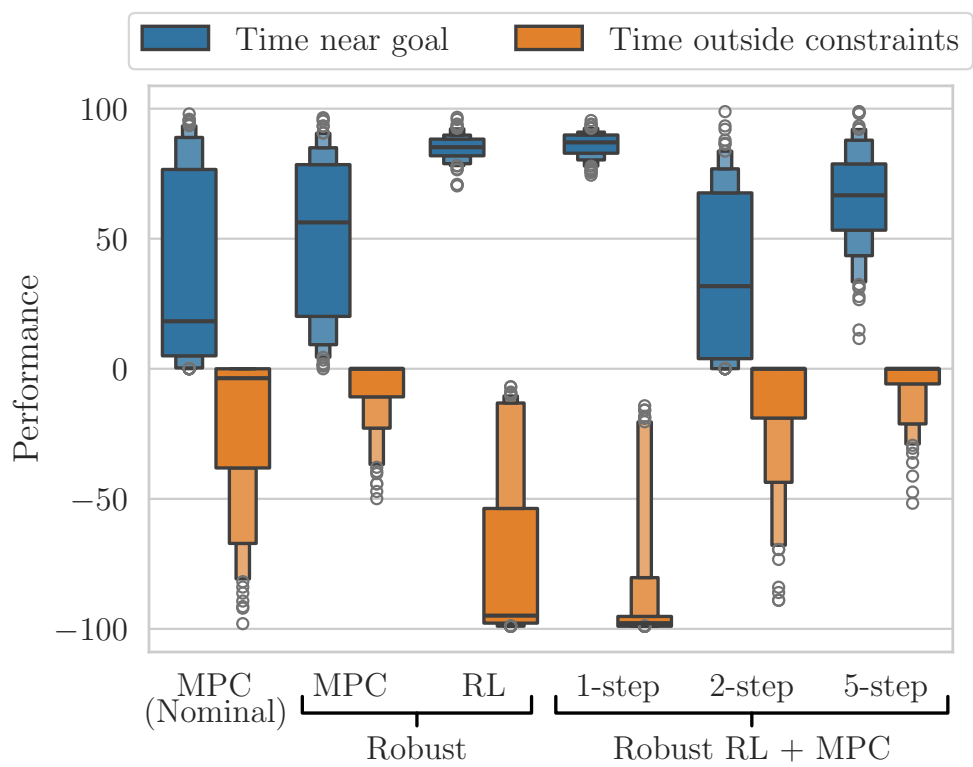 Time near goal Time outside constraints
Performance
100
50
0
−50
−100
MPC MPC RL 1-step 2-step 5-step
(Nominal)
Robust Robust RL + MPC